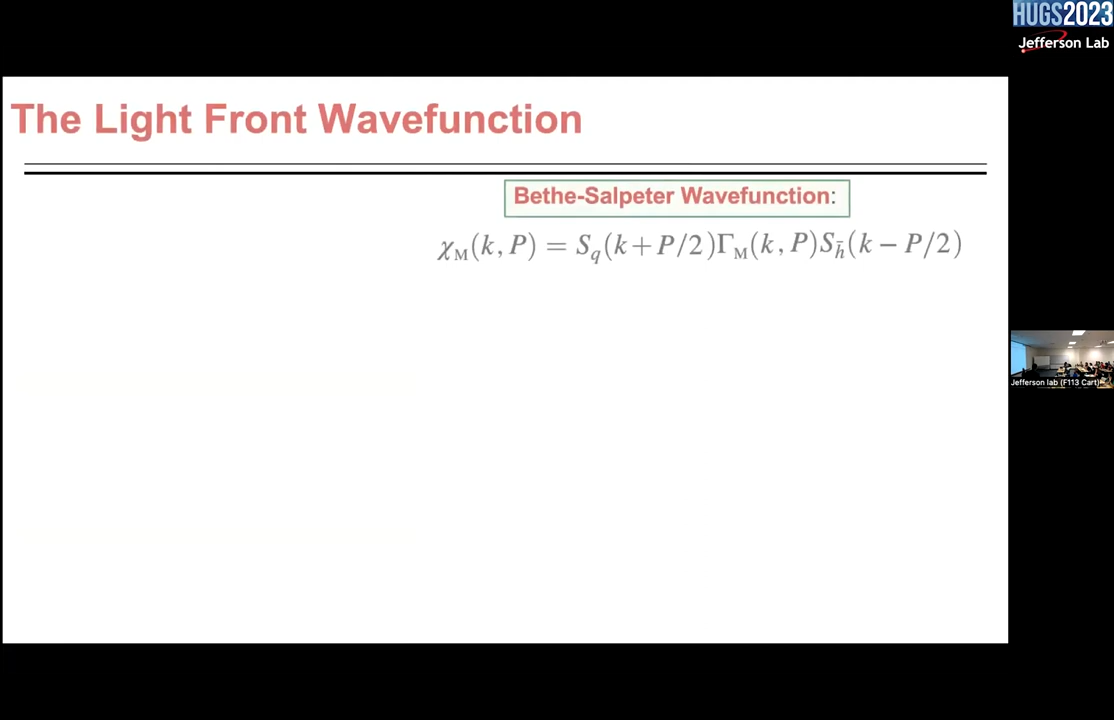 HUGS2023
Jefferson Lab
The Light Front Wavefunction
Bethe-Salpeter Wavefunction:
χ_M(k, P) = S_q(k + P/2)Γ_M(k, P)S_h̄(k − P/2)
Jefferson lab (F113 Cart)